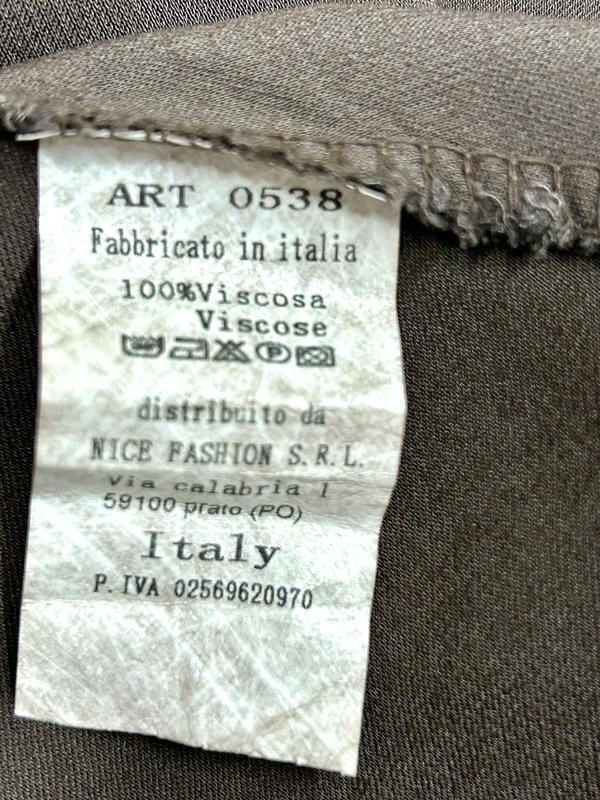 ART 0538
Fabbricato in italia
100%Viscosa
Viscose
distribuito da
NICE FASHION S.R.L.
via calabria 1
59100 prato (PO)
Italy
P.IVA 02569620970